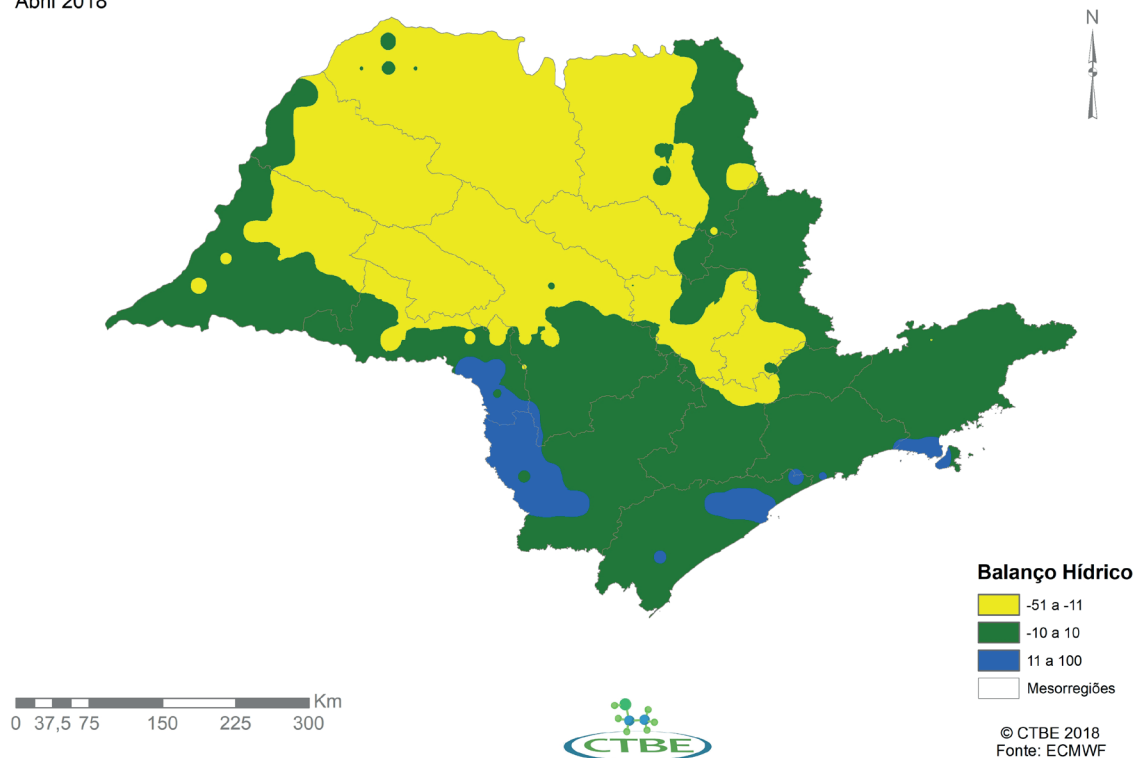 Abril 2018
N
Balanço Hídrico
-51 a -11
-10 a 10
11 a 100
Mesorregiões
Km
0 37,5 75 150 225 300
CTBE
© CTBE 2018
Fonte: ECMWF